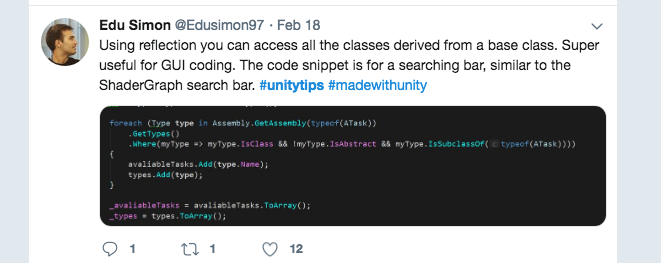 Edu Simon @Edusimon97 · Feb 18
Using reflection you can access all the classes derived from a base class. Super
useful for GUI coding. The code snippet is for a searching bar, similar to the
ShaderGraph search bar. #unitytips #madewithunity
foreach (Type type in Assembly.GetAssembly(typeof(ATask))
.GetTypes()
.Where(myType => myType.IsClass && !myType.IsAbstract && myType.IsSubclassOf( c typeof(ATask))))
{
avaliableTasks.Add(type.Name);
types.Add(type);
}
_avaliableTasks = avaliableTasks.ToArray();
_types = types.ToArray();
1 1 12